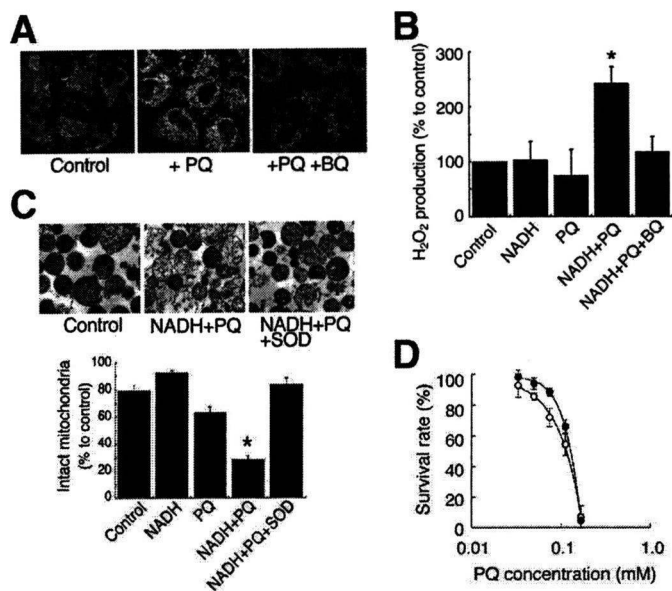 A
Control
+ PQ
+PQ +BQ
B
H₂O₂ production (% to control)
300
200
100
0
Control
NADH
PQ
*
NADH+PQ
NADH+PQ+BQ
C
Control
NADH+PQ
NADH+PQ
+SOD
Intact mitochondria
(% to control)
100
80
60
40
20
0
Control
NADH
PQ
*
NADH+PQ
NADH+PQ+SOD
D
Survival rate (%)
100
80
60
40
20
0
0.01
0.1
1.0
PQ concentration (mM)